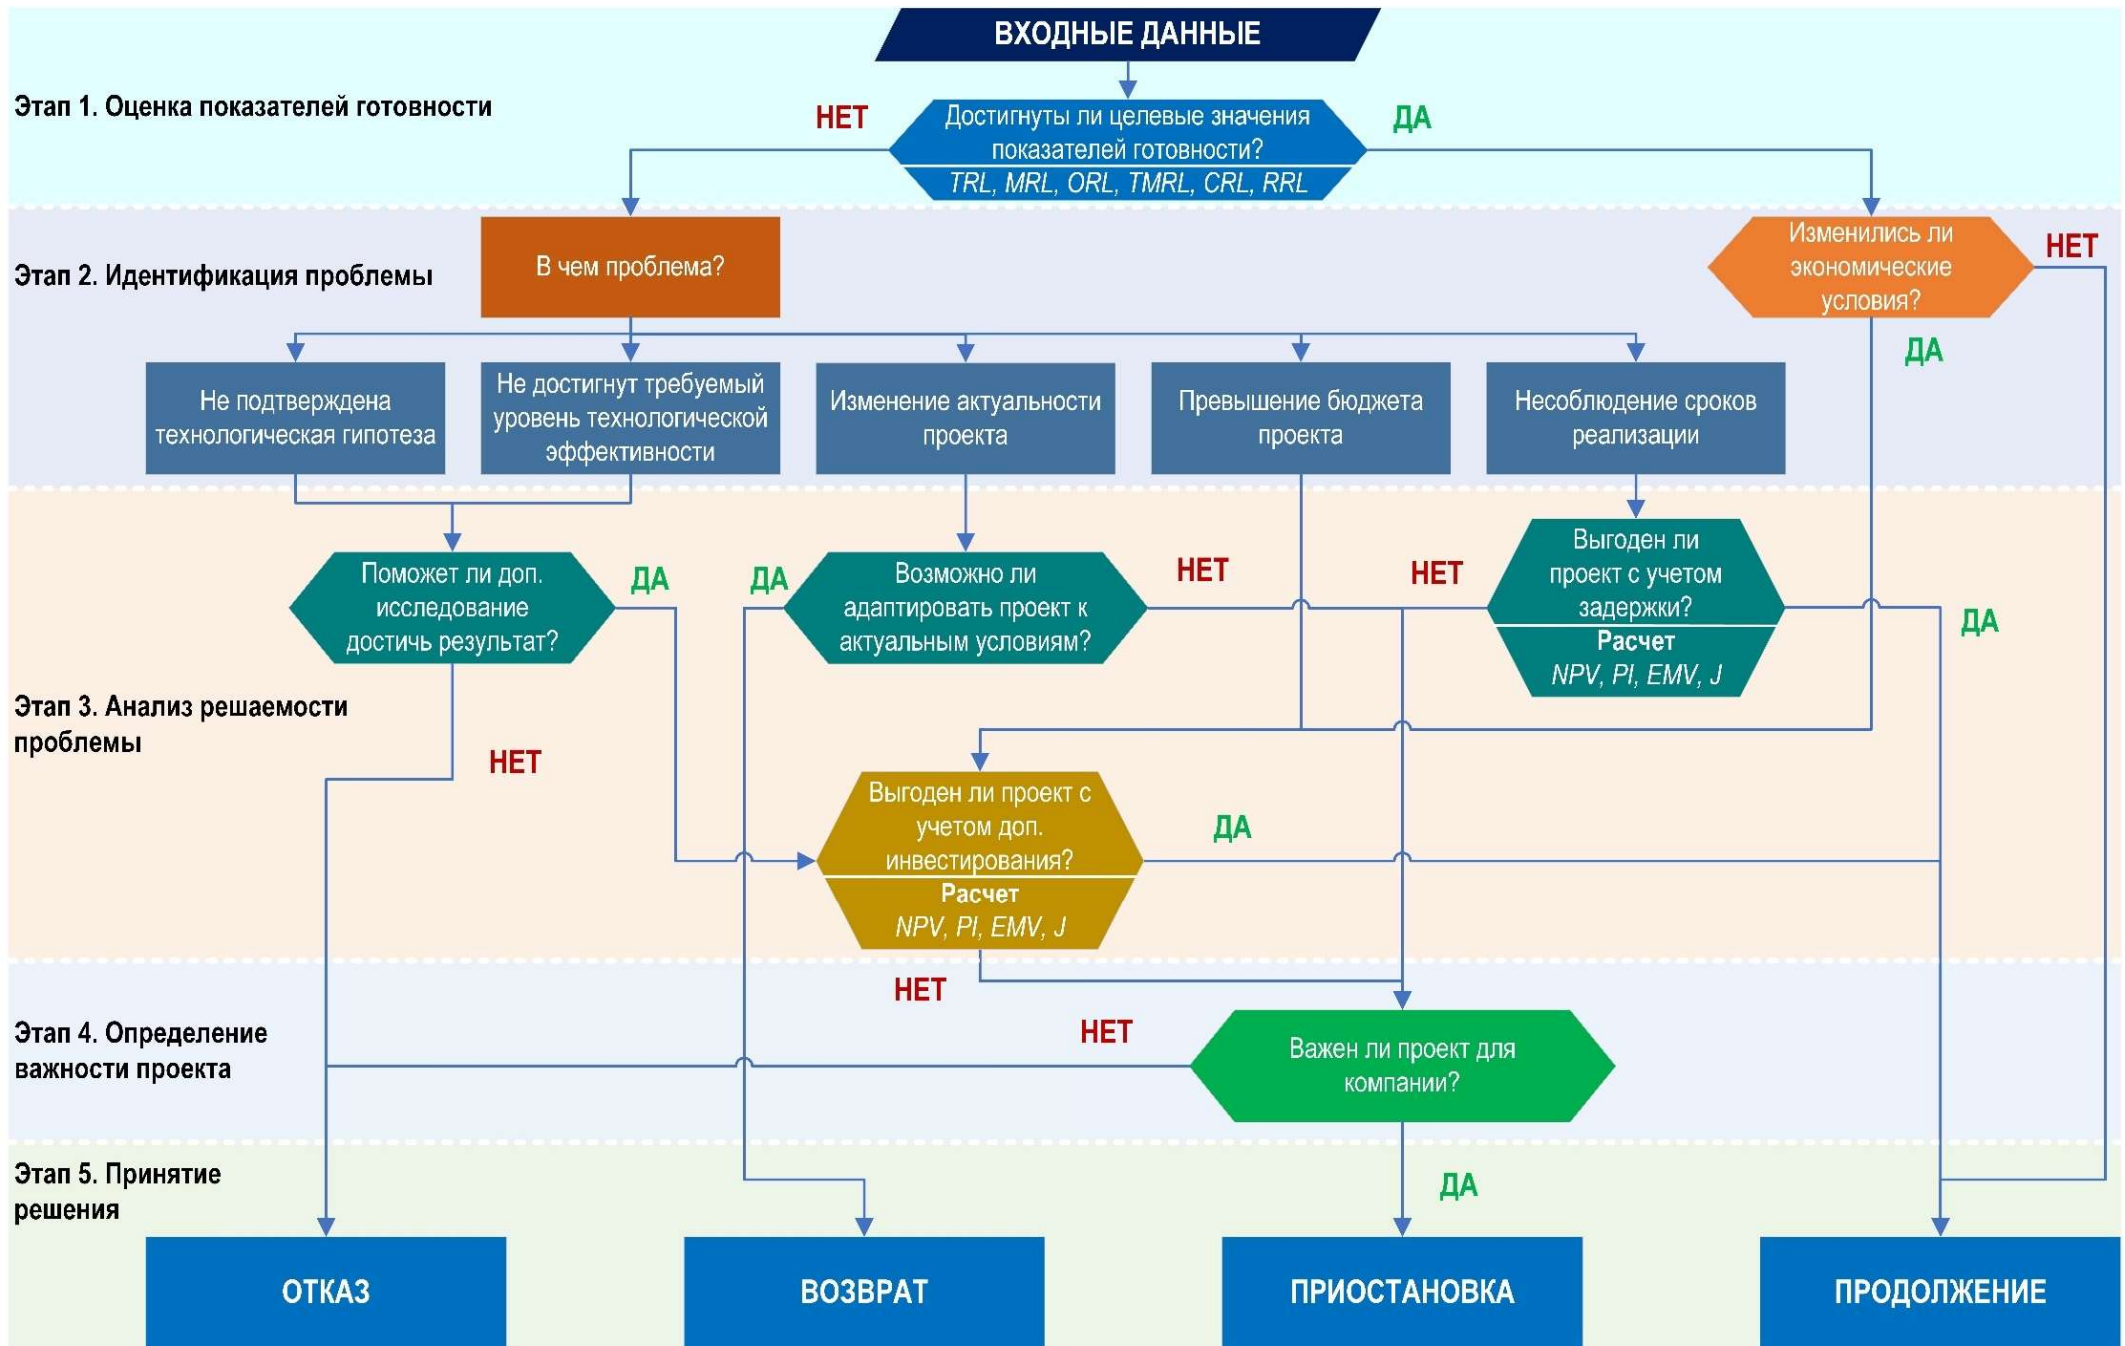 ВХОДНЫЕ ДАННЫЕ
Этап 1. Оценка показателей готовности
НЕТ
Достигнуты ли целевые значения
показателей готовности?
TRL, MRL, ORL, TMRL, CRL, RRL
ДА
Этап 2. Идентификация проблемы
В чем проблема?
Изменились ли
экономические
условия?
НЕТ
ДА
Не подтверждена
технологическая гипотеза
Не достигнут требуемый
уровень технологической
эффективности
Изменение актуальности
проекта
Превышение бюджета
проекта
Несоблюдение сроков
реализации
Этап 3. Анализ решаемости
проблемы
Поможет ли доп.
исследование
достичь результат?
ДА
НЕТ
ДА
Возможно ли
адаптировать проект к
актуальным условиям?
НЕТ
НЕТ
Выгоден ли
проект с учетом
задержки?
Расчет
NPV, PI, EMV, J
ДА
Выгоден ли проект с
учетом доп.
инвестирования?
Расчет
NPV, PI, EMV, J
ДА
НЕТ
Этап 4. Определение
важности проекта
НЕТ
Важен ли проект для
компании?
ДА
Этап 5. Принятие
решения
ОТКАЗ
ВОЗВРАТ
ПРИОСТАНОВКА
ПРОДОЛЖЕНИЕ